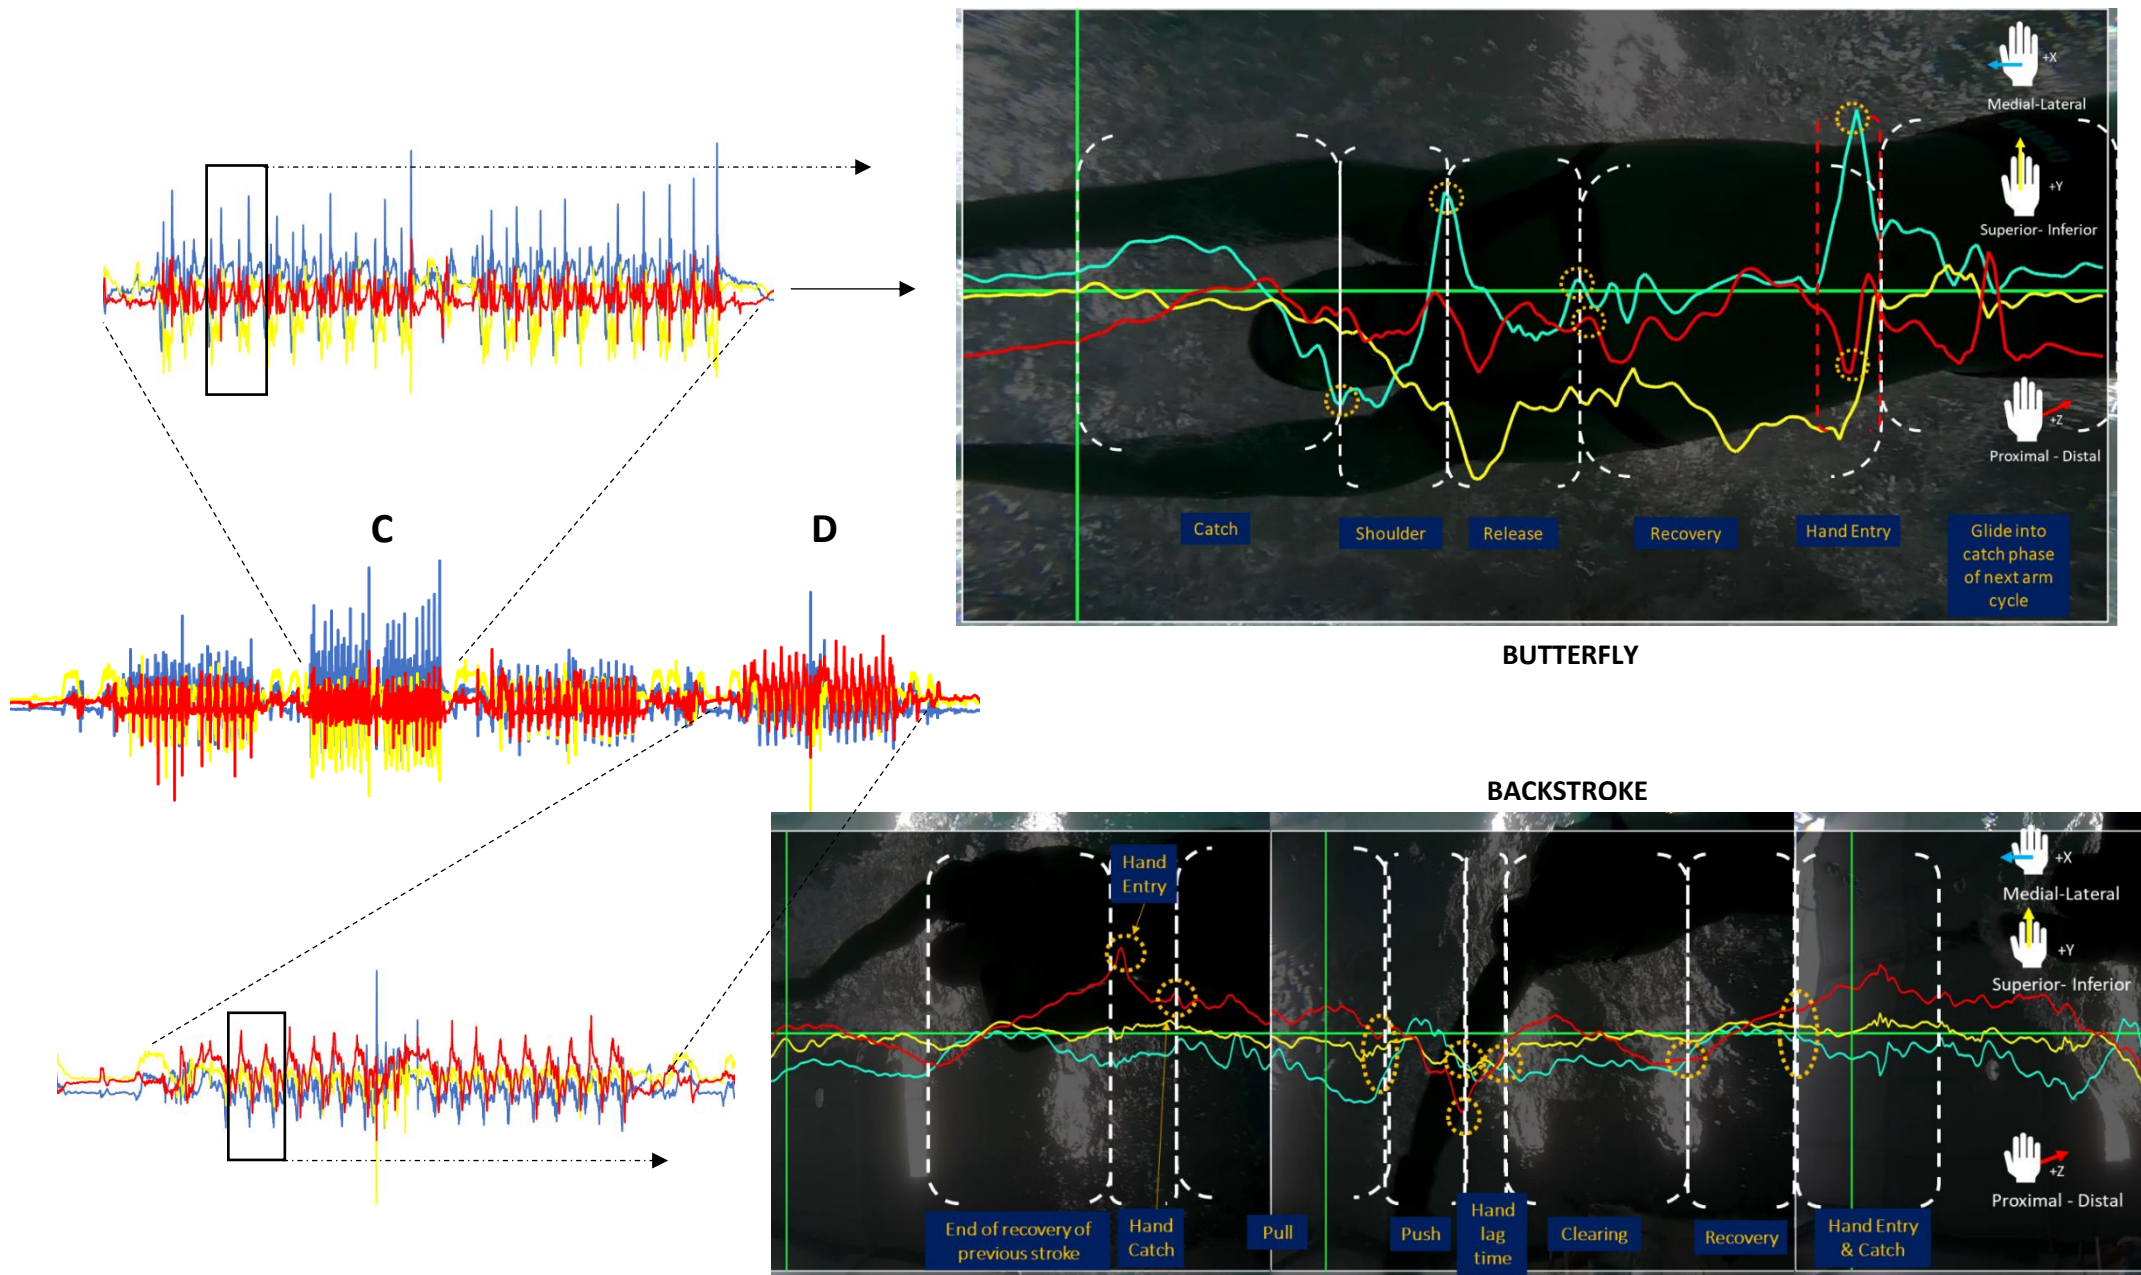 +X
Medial-Lateral
+Y
Superior- Inferior
+Z
Proximal - Distal
Catch
Shoulder
Release
Recovery
Hand Entry
Glide into
catch phase
of next arm
cycle
BUTTERFLY
C
D
BACKSTROKE
Hand
Entry
+X
Medial-Lateral
+Y
Superior- Inferior
+Z
Proximal - Distal
End of recovery of
previous stroke
Hand
Catch
Pull
Push
Hand
lag
time
Clearing
Recovery
Hand Entry
& Catch